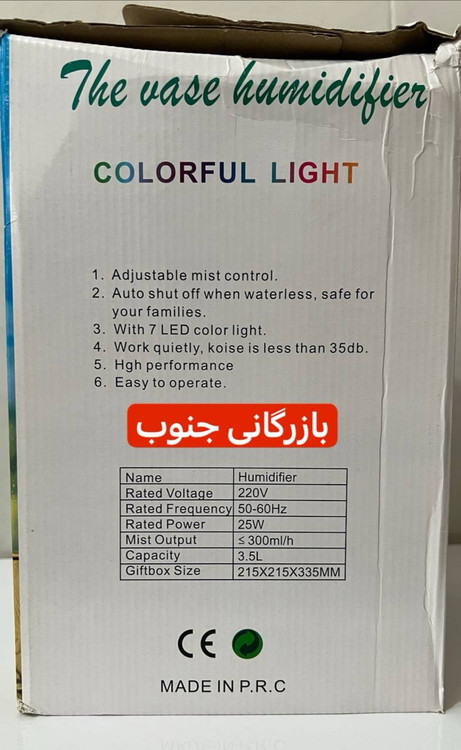 The vase humidifier
COLORFUL LIGHT
1. Adjustable mist control.
2. Auto shut off when waterless, safe for
your families.
3. With 7 LED color light.
4. Work quietly, koise is less than 35db.
5. Hgh performance
6. Easy to operate.
بازرگانی جنوب
Name Humidifier
Rated Voltage 220V
Rated Frequency 50-60Hz
Rated Power 25W
Mist Output ≤300ml/h
Capacity 3.5L
Giftbox Size 215X215X335MM
CE
MADE IN P.R.C